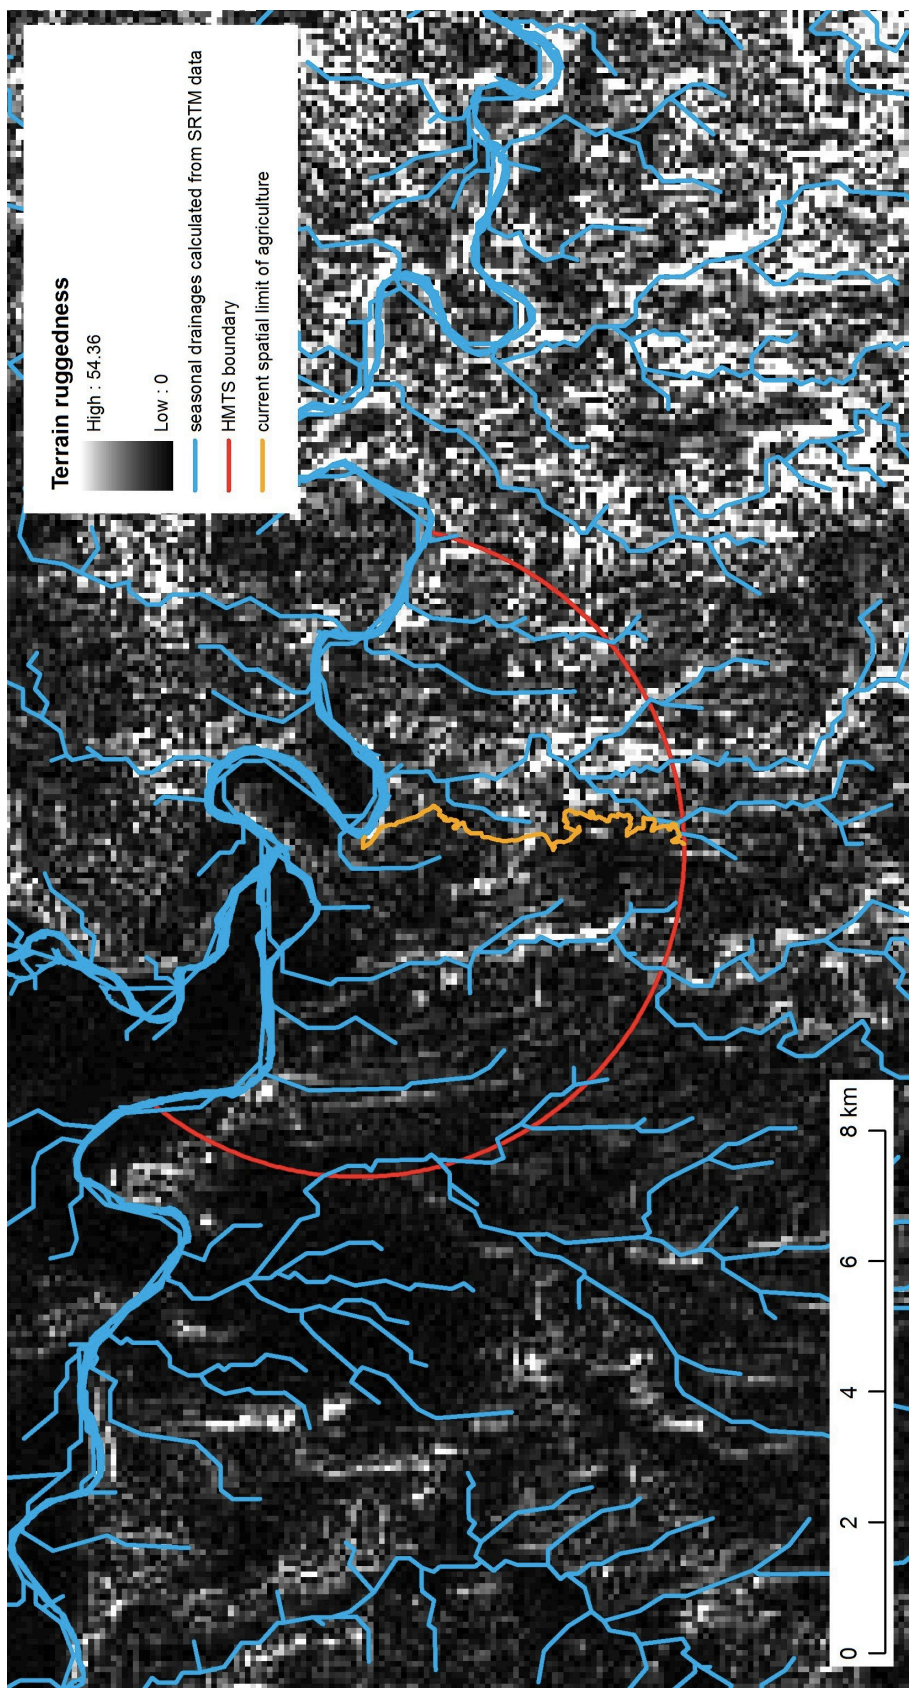 Terrain ruggedness
High : 54.36
Low : 0
seasonal drainages calculated from SRTM data
HMTS boundary
current spatial limit of agriculture
0 2 4 6 8 km